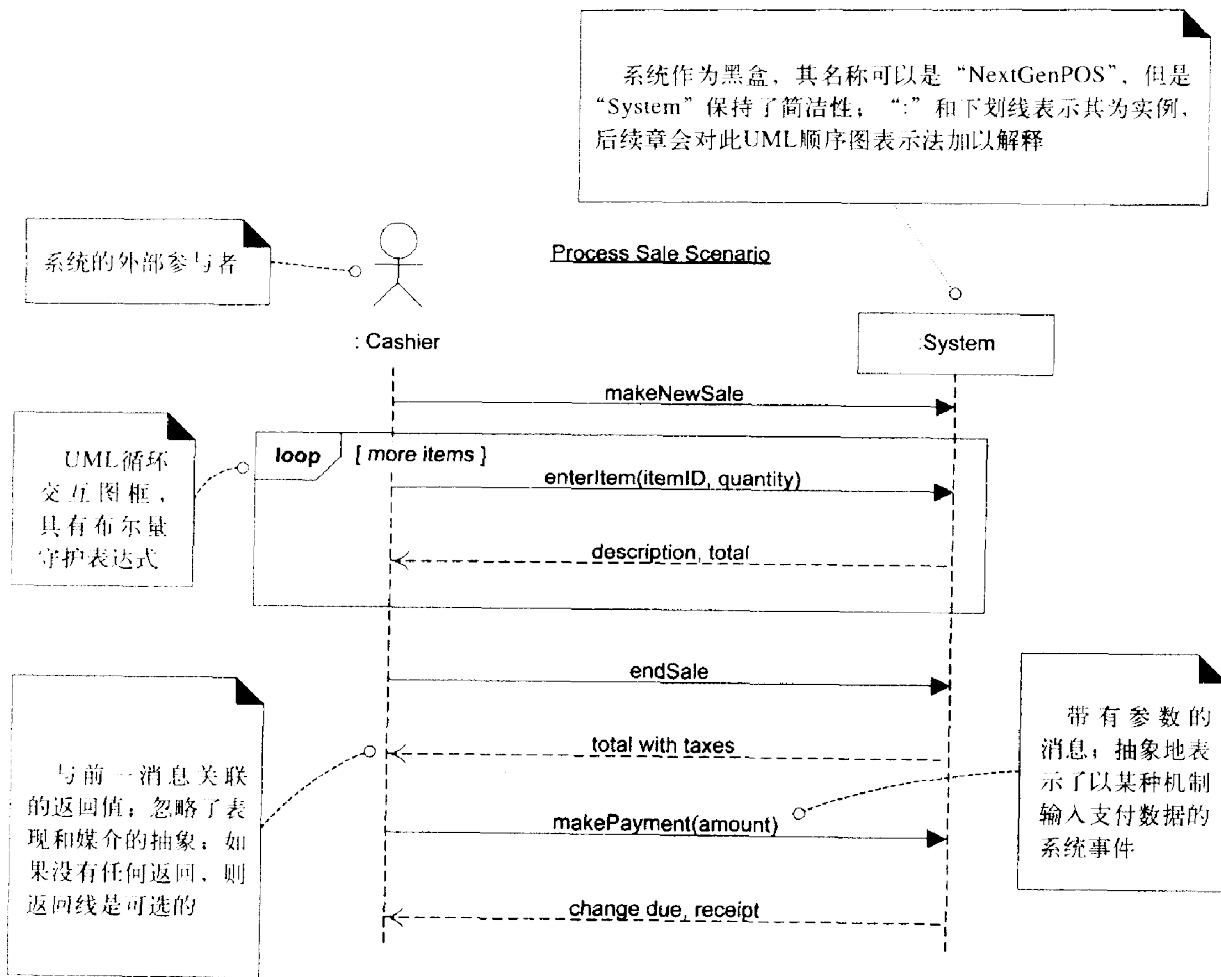 系统作为黑盒，其名称可以是“NextGenPOS”，但是
“System”保持了简洁性；“:”和下划线表示其为实例，
后续章会对此UML顺序图表示法加以解释
系统的外部参与者
Process Sale Scenario
: Cashier
:System
makeNewSale
UML循环
交互图框，
具有布尔量
守护表达式
loop
[ more items ]
enterItem(itemID, quantity)
description, total
endSale
total with taxes
与前一消息关联
的返回值；忽略了表
现和媒介的抽象；如
果没有任何返回，则
返回线是可选的
带有参数的
消息；抽象地表
示了以某种机制
输入支付数据的
系统事件
makePayment(amount)
change due, receipt